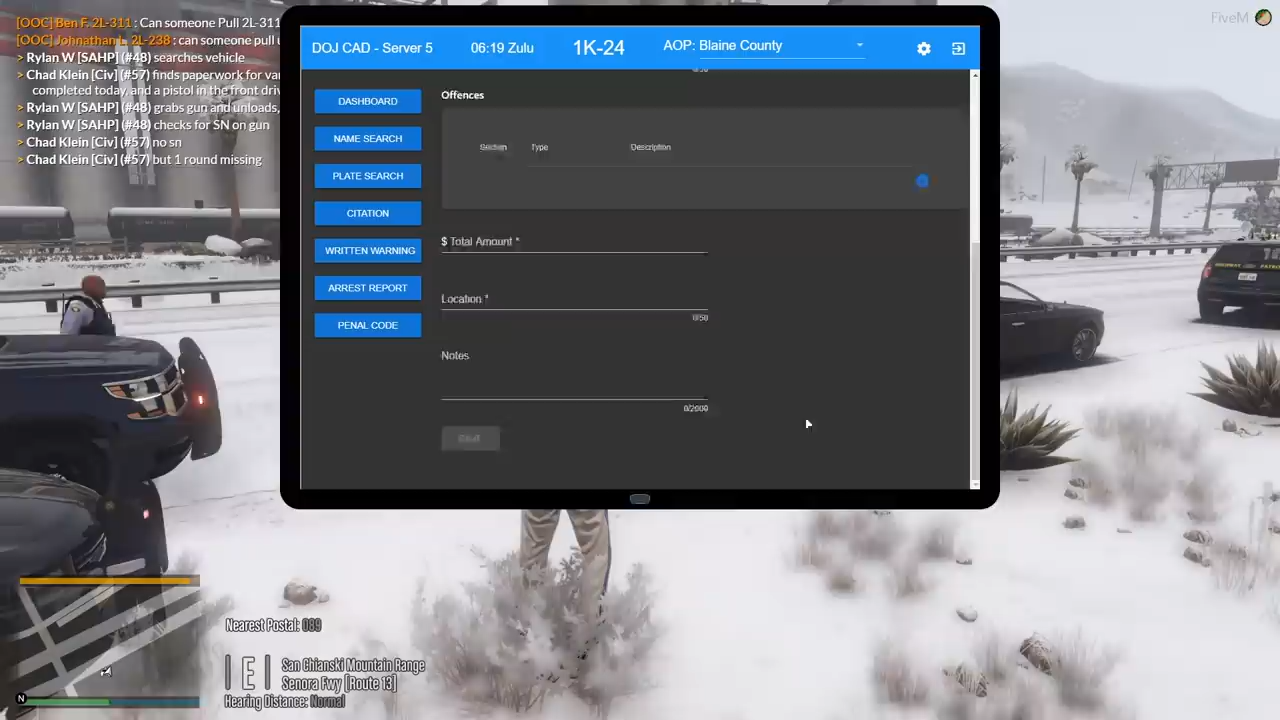 [OOC] Ben F. 2L-311 : Can someone Pull 2L-311
[OOC] Johnathan L. 2L-238 : can someone pull
> Rylan W [SAHP] (#48) searches vehicle
> Chad Klein [Civ] (#57) finds paperwork for
completed today, and a pistol in the front
> Rylan W [SAHP] (#48) grabs gun and unloads,
> Rylan W [SAHP] (#48) checks for SN on gun
> Chad Klein [Civ] (#57) no sn
> Chad Klein [Civ] (#57) but 1 round missing
FiveM
DOJ CAD - Server 5 06:19 Zulu 1K-24 AOP: Blaine County
DASHBOARD
NAME SEARCH
PLATE SEARCH
CITATION
WRITTEN WARNING
ARREST REPORT
PENAL CODE
Offences
Section Type Description
$ Total Amount *
Location *
0/50
Notes
0/2000
Nearest Postal: 089
| E | San Chianski Mountain Range
Senora Fwy [Route 13]
Hearing Distance: Normal
N